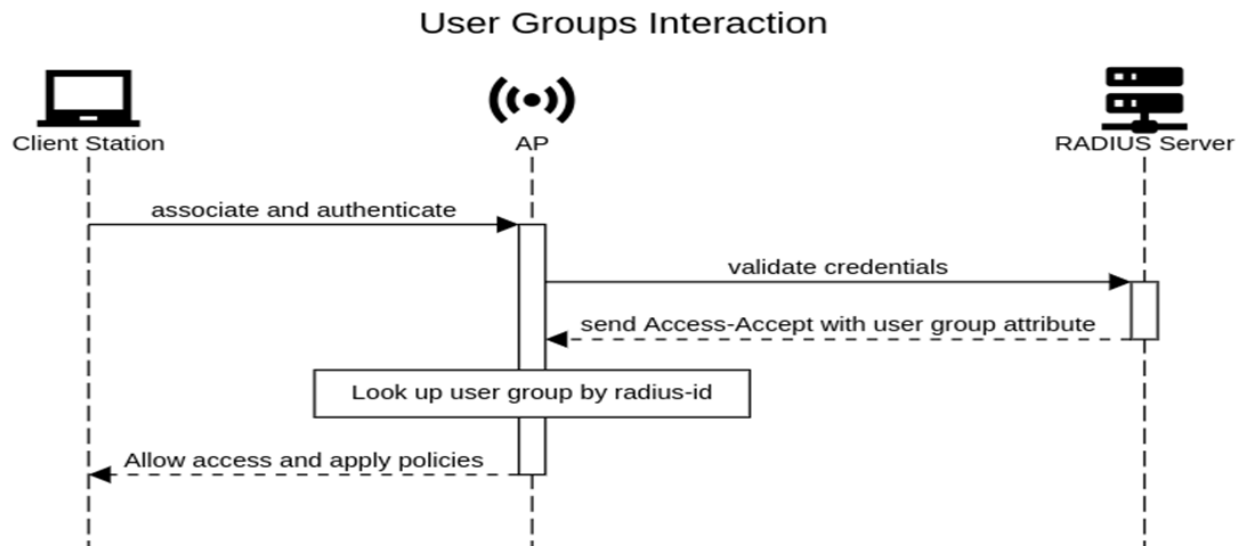 User Groups Interaction
Client Station
AP
RADIUS Server
associate and authenticate
validate credentials
send Access-Accept with user group attribute
Look up user group by radius-id
Allow access and apply policies